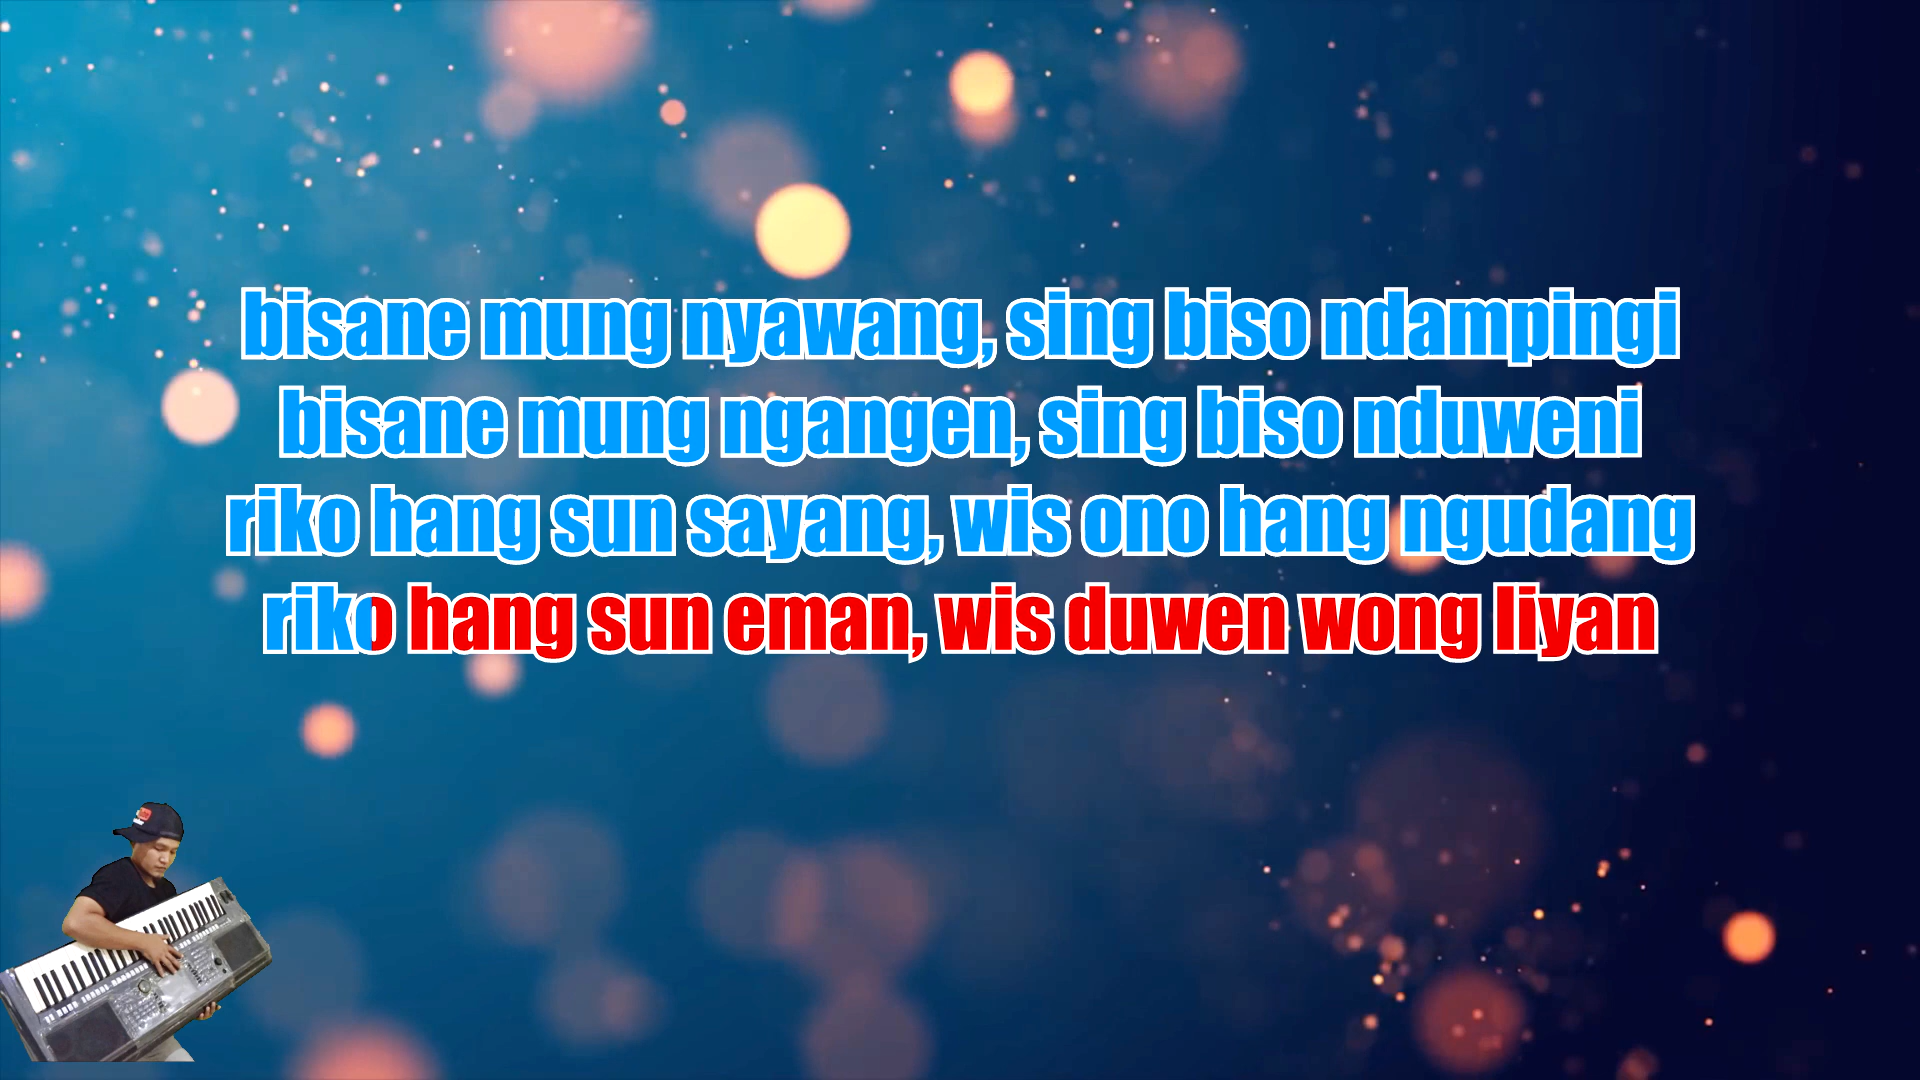 bisane mung nyawang, sing biso ndampingi
bisane mung ngangen, sing biso nduweni
riko hang sun sayang, wis ono hang ngudang
riko hang sun eman, wis duwen wong liyan